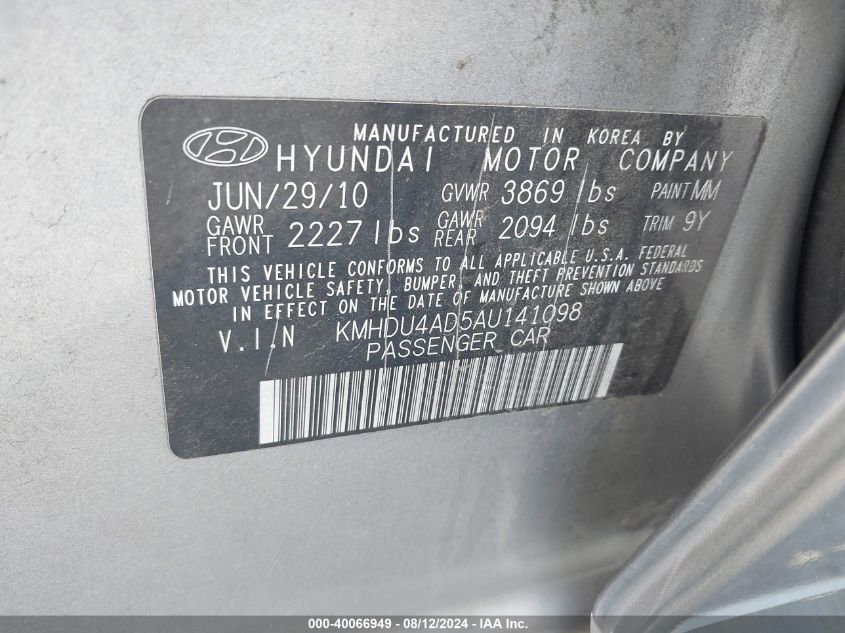 MANUFACTURED IN KOREA BY
HYUNDAI MOTOR COMPANY
JUN/29/10 GVWR 3869 lbs PAINT MM
GAWR FRONT 2227 lbs GAWR REAR 2094 lbs TRIM 9Y
THIS VEHICLE CONFORMS TO ALL APPLICABLE U.S.A. FEDERAL
MOTOR VEHICLE SAFETY, BUMPER, AND THEFT PREVENTION STANDARDS
IN EFFECT ON THE DATE OF MANUFACTURE SHOWN ABOVE
V.I.N KMHDU4AD5AU141098
PASSENGER CAR
000-40066949 - 08/12/2024 - IAA Inc.